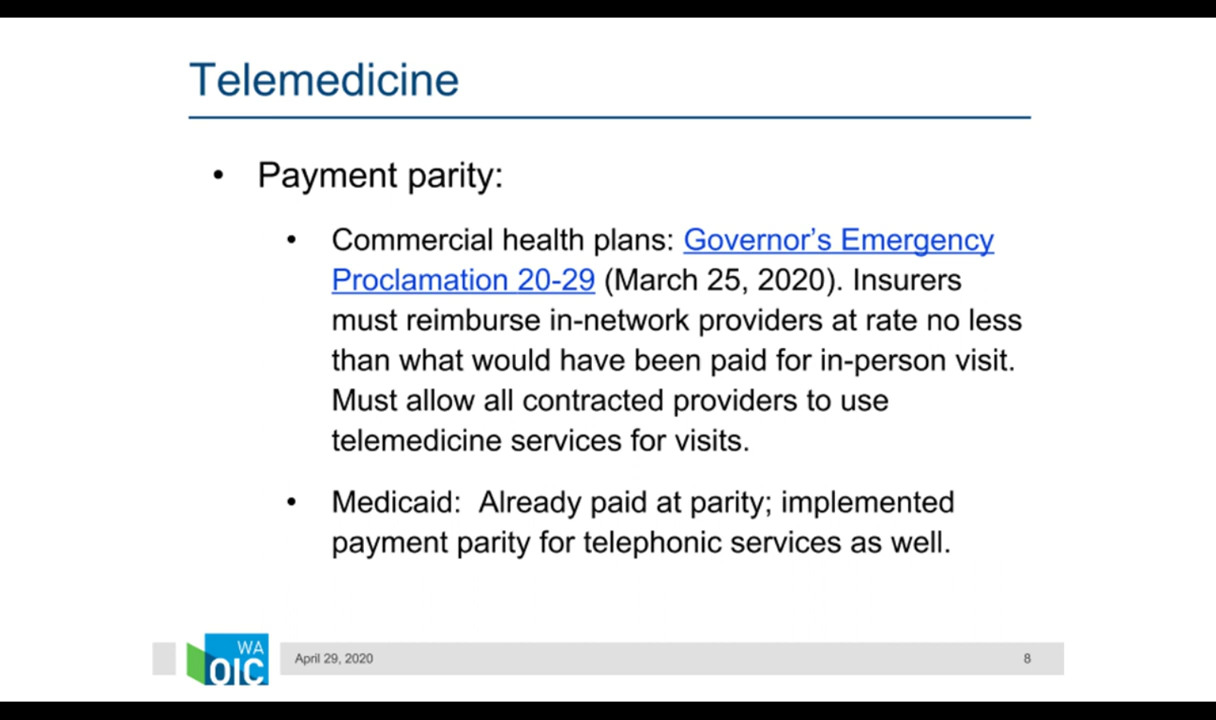 Telemedicine
• Payment parity:
• Commercial health plans: Governor’s Emergency
Proclamation 20-29 (March 25, 2020). Insurers
must reimburse in-network providers at rate no less
than what would have been paid for in-person visit.
Must allow all contracted providers to use
telemedicine services for visits.
• Medicaid:  Already paid at parity; implemented
payment parity for telephonic services as well.
WA
OIC
April 29, 2020
8